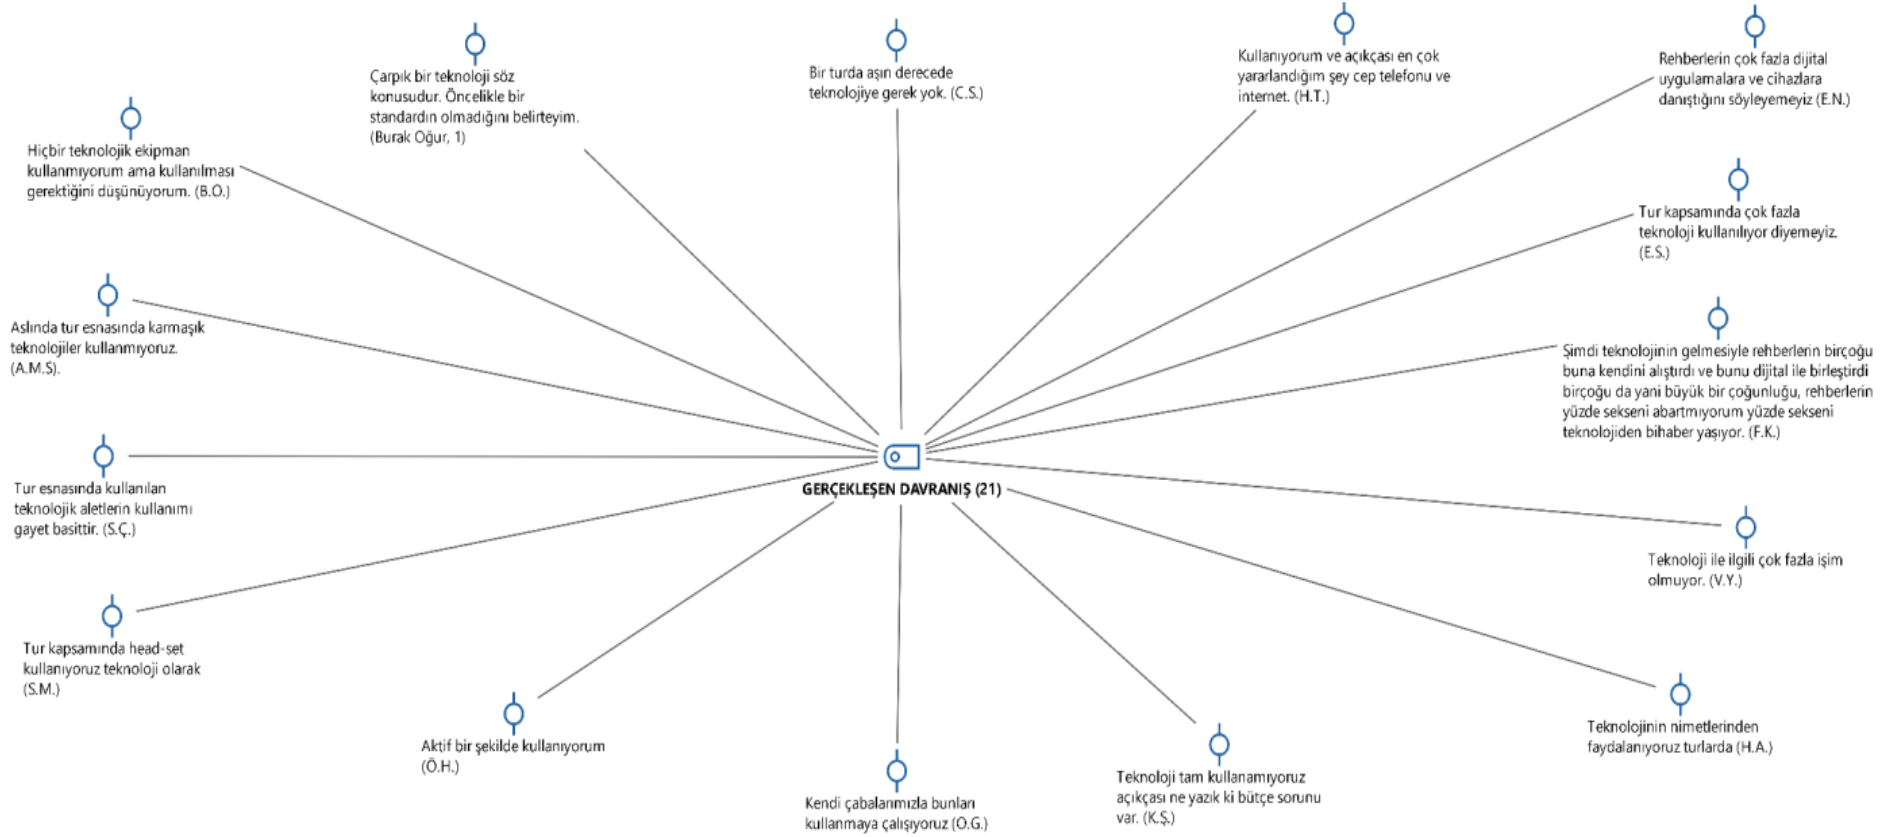 Kullanıyorum ve açıkçası en çok
yararlandığım şey cep telefonu ve
internet. (H.T.)
Rehberlerin çok fazla dijital
uygulamalara ve cihazlara
danıştığını söyleyemeyiz (E.N.)
Bir turda aşırı derecede
teknolojiye gerek yok. (C.S.)
Çarpık bir teknoloji söz
konusudur. Öncelikle bir
standardın olmadığını belirteyim.
(Burak Oğur, 1)
Hiçbir teknolojik ekipman
kullanmıyorum ama kullanılması
gerektiğini düşünüyorum. (B.O.)
Tur kapsamında çok fazla
teknoloji kullanılıyor diyemeyiz.
(E.S.)
Aslında tur esnasında karmaşık
teknolojiler kullanmıyoruz.
(A.M.S).
Şimdi teknolojinin gelmesiyle rehberlerin birçoğu
buna kendini alıştırdı ve bunu dijital ile birleştirdi
birçoğu da yani büyük bir çoğunluğu, rehberlerin
yüzde sekseni abartmıyorum yüzde sekseni
teknolojiden bihaber yaşıyor. (F.K.)
GERÇEKLEŞEN DAVRANIŞ (21)
Tur esnasında kullanılan
teknolojik aletlerin kullanımı
gayet basittir. (S.Ç.)
Teknoloji ile ilgili çok fazla işim
olmuyor. (V.Y.)
Tur kapsamında head-set
kullanıyoruz teknoloji olarak
(S.M.)
Teknolojinin nimetlerinden
faydalanıyoruz turlarda (H.A.)
Aktif bir şekilde kullanıyorum
(Ö.H.)
Teknoloji tam kullanamıyoruz
açıkçası ne yazık ki bütçe sorunu
var. (K.Ş.)
Kendi çabalarımızla bunları
kullanmaya çalışıyoruz (O.G.)